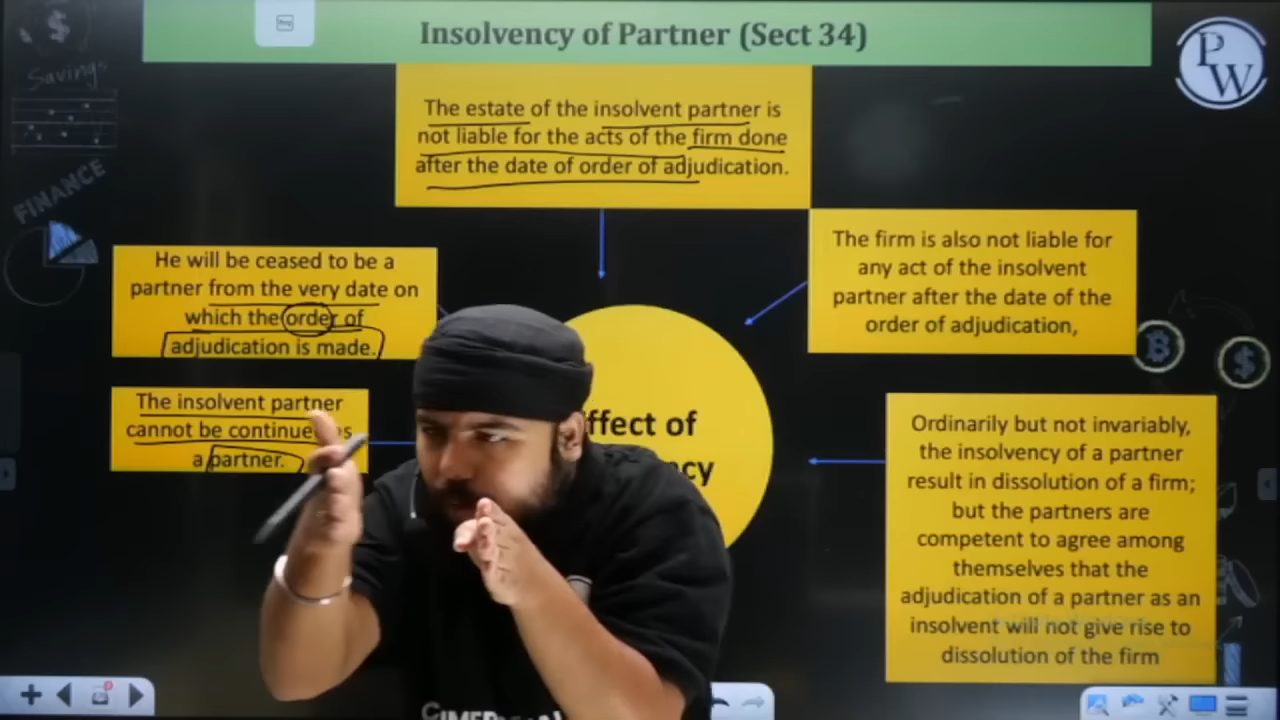 Insolvency of Partner (Sect 34)
P
W
Savings
FINANCE
The estate of the insolvent partner is
not liable for the acts of the firm done
after the date of order of adjudication.
He will be ceased to be a
partner from the very date on
which the order of
adjudication is made.
The firm is also not liable for
any act of the insolvent
partner after the date of the
order of adjudication,
The insolvent partner
cannot be continue
a partner.
ffect of
cy
Ordinarily but not invariably,
the insolvency of a partner
result in dissolution of a firm;
but the partners are
competent to agree among
themselves that the
adjudication of a partner as an
insolvent will not give rise to
dissolution of the firm